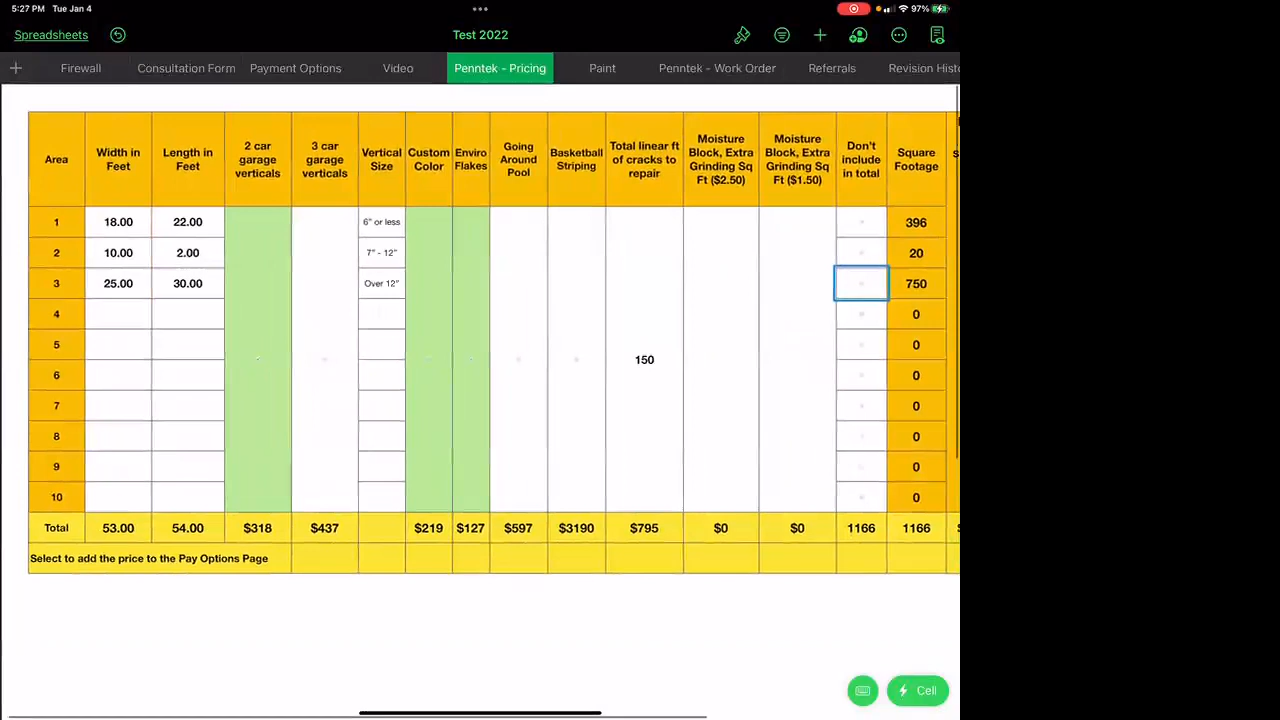 5:27 PM Tue Jan 4
97%
Spreadsheets
Test 2022
Firewall Consultation Form Payment Options Video Penntek - Pricing Paint Penntek - Work Order Referrals Revision Hist
Area
Width in Feet
Length in Feet
2 car garage verticals
3 car garage verticals
Vertical Size
Custom Color
Enviro Flakes
Going Around Pool
Basketball Striping
Total linear ft of cracks to repair
Moisture Block, Extra Grinding Sq Ft ($2.50)
Moisture Block, Extra Grinding Sq Ft ($1.50)
Don't include in total
Square Footage
1 18.00 22.00 6" or less 396
2 10.00 2.00 7" - 12" 20
3 25.00 30.00 Over 12" 750
4 0
5 0
6 150 0
7 0
8 0
9 0
10 0
Total 53.00 54.00 $318 $437 $219 $127 $597 $3190 $795 $0 $0 1166 1166
Select to add the price to the Pay Options Page
Cell